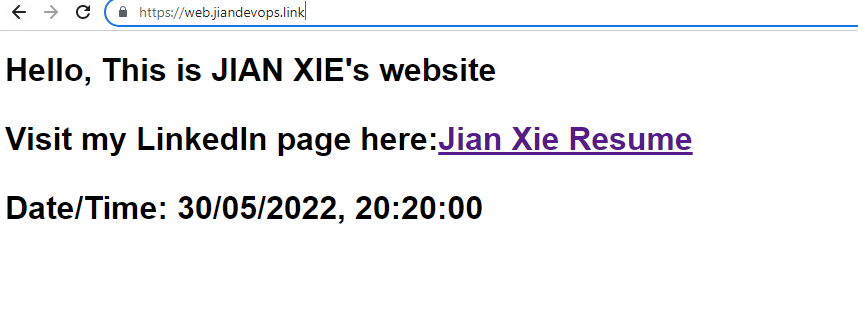 https://web.jiandevops.link
Hello, This is JIAN XIE's website
Visit my LinkedIn page here:Jian Xie Resume
Date/Time: 30/05/2022, 20:20:00